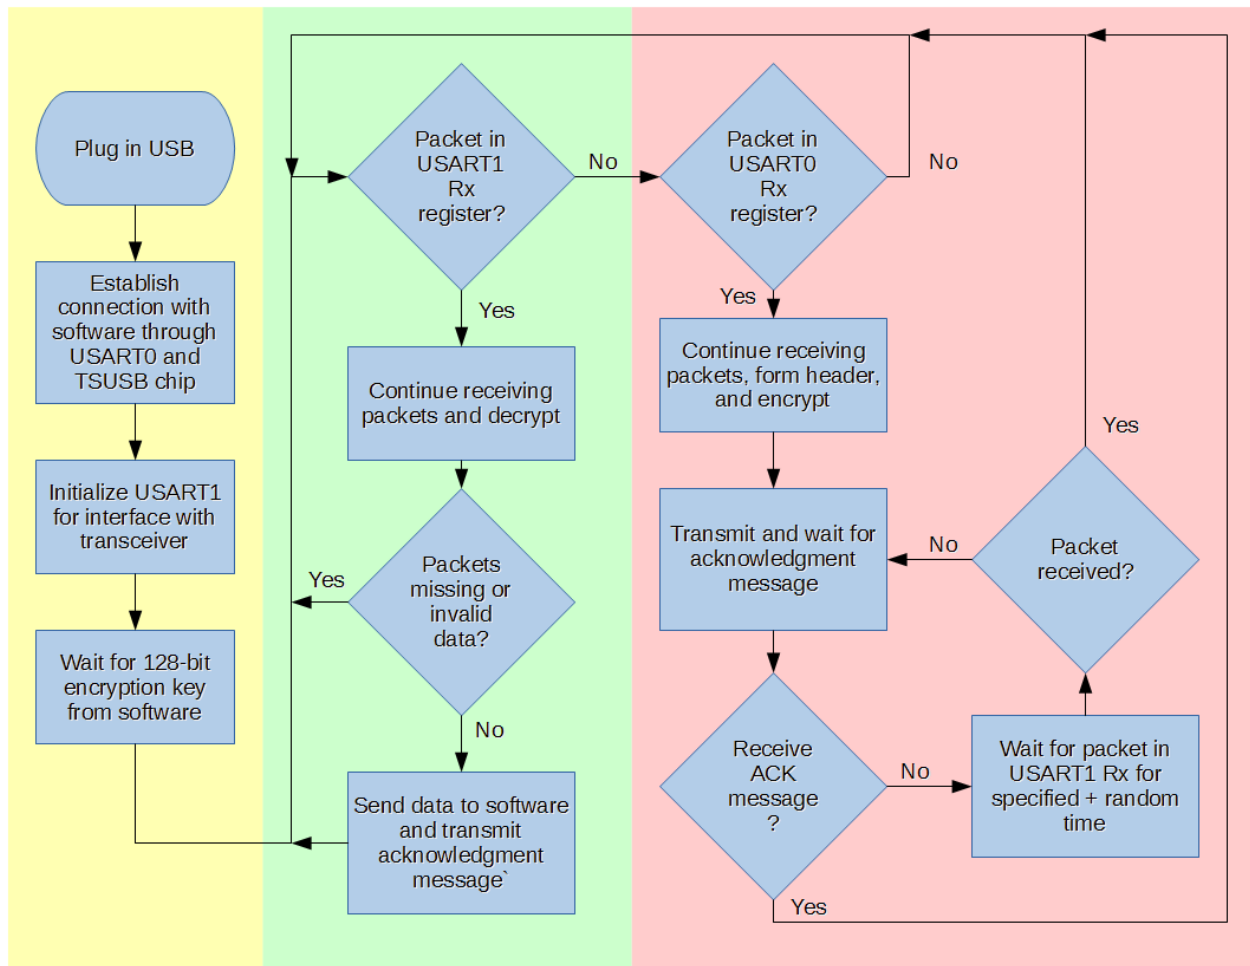 Plug in USB
Establish
connection with
software through
USART0 and
TSUSB chip
Initialize USART1
for interface with
transceiver
Wait for 128-bit
encryption key
from software
Packet in
USART1
Rx
register?
No
Yes
Continue receiving
packets and decrypt
Packets
missing or
invalid
data?
Yes
No
Send data to software
and transmit
acknowledgment
message`
Packet in
USART0
Rx
register?
No
Yes
Continue receiving
packets, form header,
and encrypt
Transmit and wait for
acknowledgment
message
Receive
ACK
message
?
No
Yes
Wait for packet in
USART1 Rx for
specified + random
time
Packet
received?
No
Yes